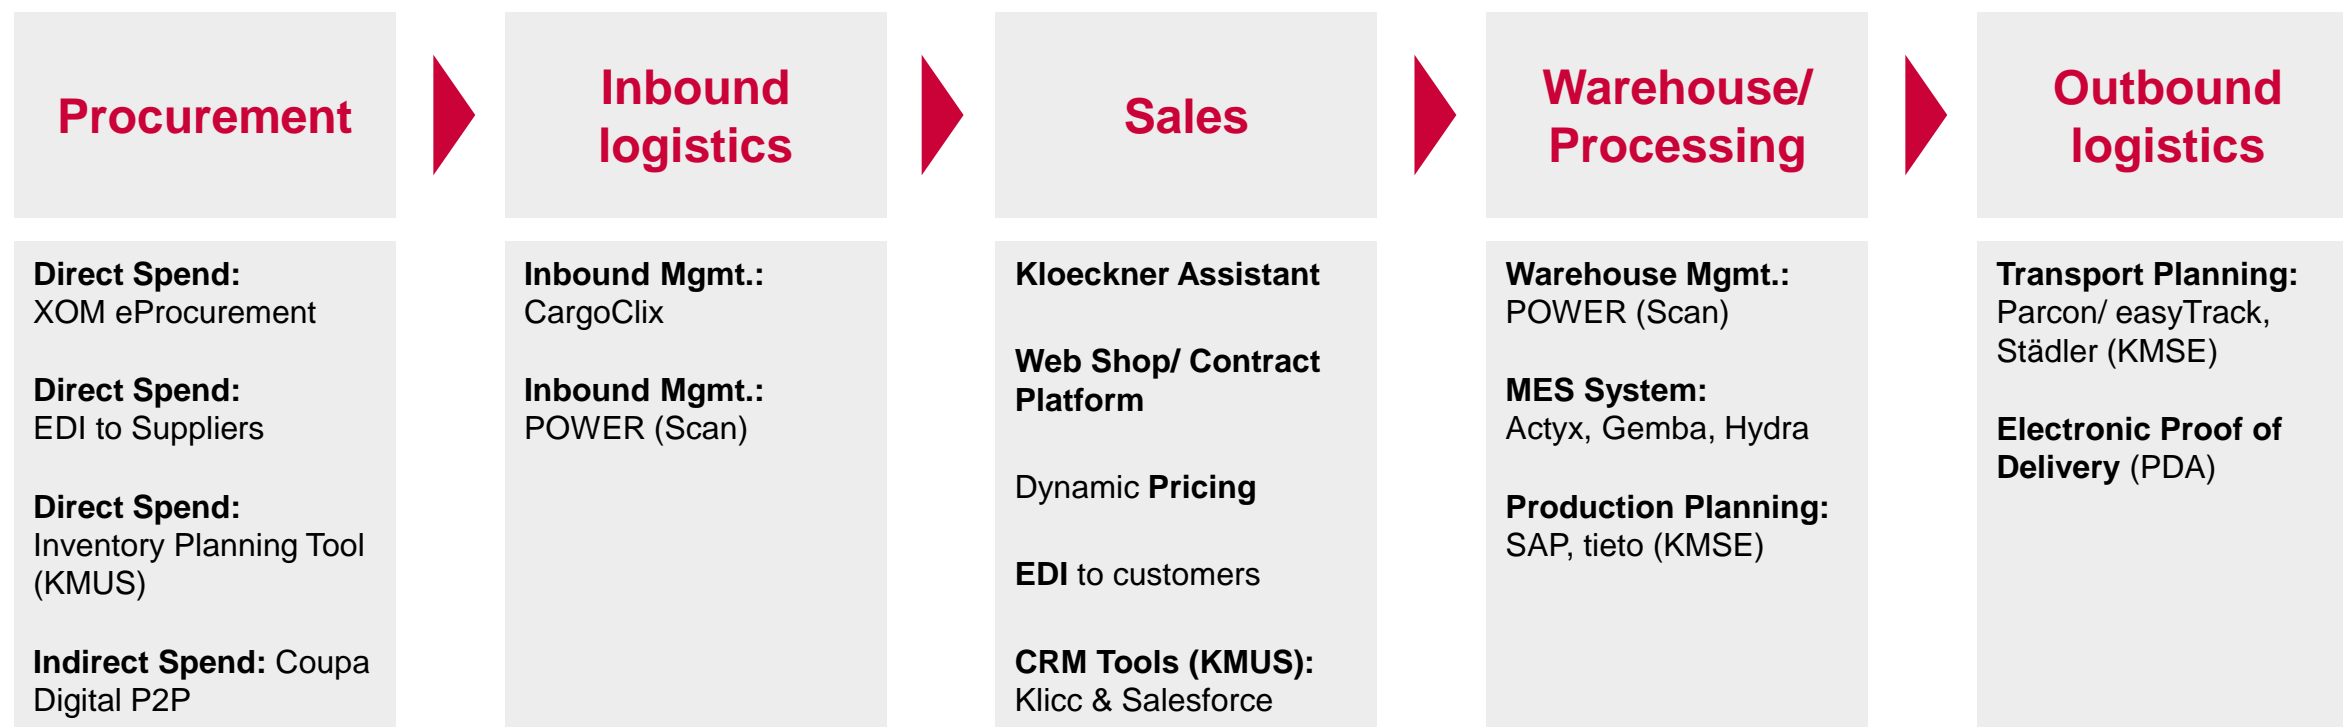 Procurement
Inbound
logistics
Sales
Warehouse/
Processing
Outbound
logistics
Direct Spend:
XOM eProcurement
Direct Spend:
EDI to Suppliers
Direct Spend:
Inventory Planning Tool
(KMUS)
Indirect Spend: Coupa
Digital P2P
Inbound Mgmt.:
CargoClix
Inbound Mgmt.:
POWER (Scan)
Kloeckner Assistant
Web Shop/ Contract
Platform
Dynamic Pricing
EDI to customers
CRM Tools (KMUS):
Klicc & Salesforce
Warehouse Mgmt.:
POWER (Scan)
MES System:
Actyx, Gemba, Hydra
Production Planning:
SAP, tieto (KMSE)
Transport Planning:
Parcon/ easyTrack,
Städler (KMSE)
Electronic Proof of
Delivery (PDA)